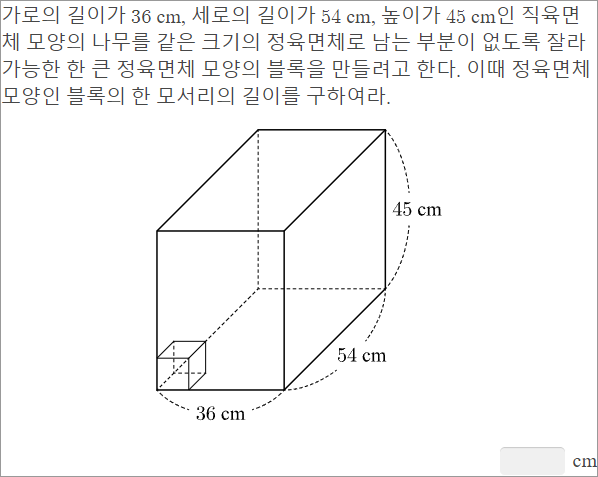 가로의 길이가 36 cm, 세로의 길이가 54 cm, 높이가 45 cm인 직육면
체 모양의 나무를 같은 크기의 정육면체로 남는 부분이 없도록 잘라
가능한 한 큰 정육면체 모양의 블록을 만들려고 한다. 이때 정육면체
모양인 블록의 한 모서리의 길이를 구하여라.
45 cm
54 cm
36 cm
cm